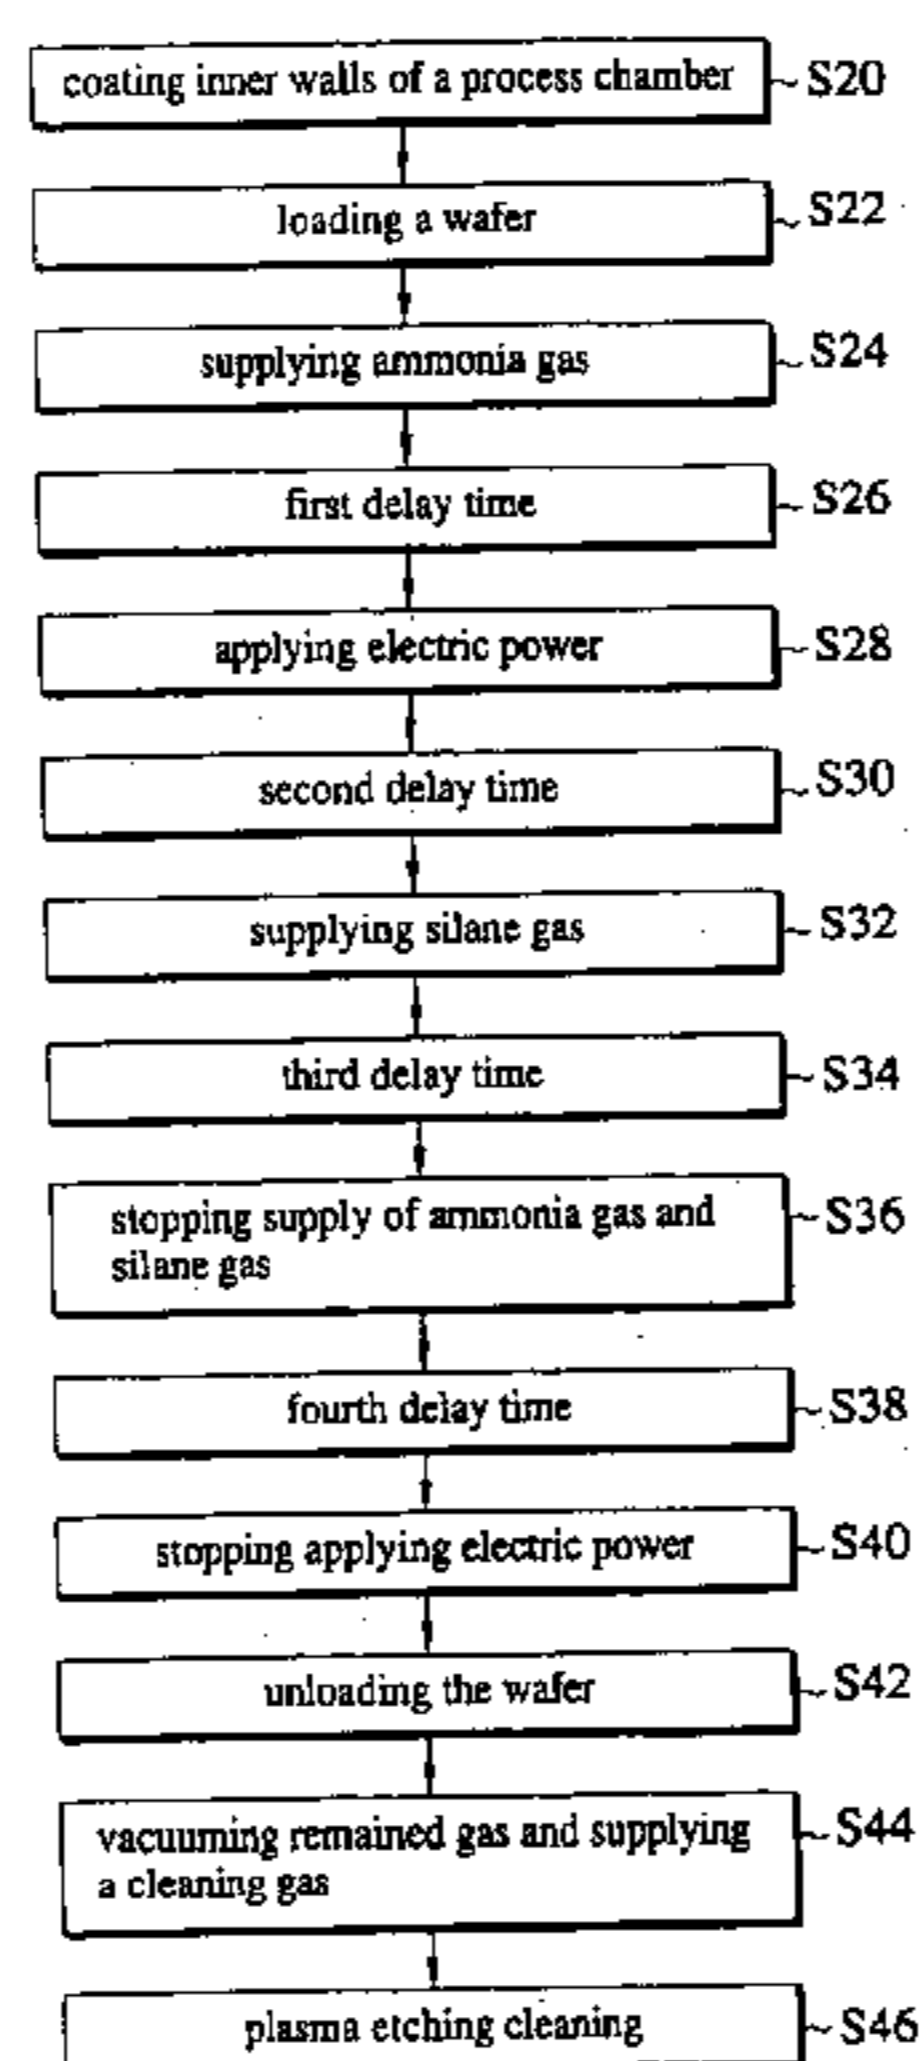 coating inner walls of a process chamber S20
loading a wafer S22
supplying ammonia gas S24
first delay time S26
applying electric power S28
second delay time S30
supplying silane gas S32
third delay time S34
stopping supply of ammonia gas and S36
silane gas
fourth delay time S38
stopping applying electric power S40
unloading the wafer S42
vacuuming remained gas and supplying S44
a cleaning gas
plasma etching cleaning S46